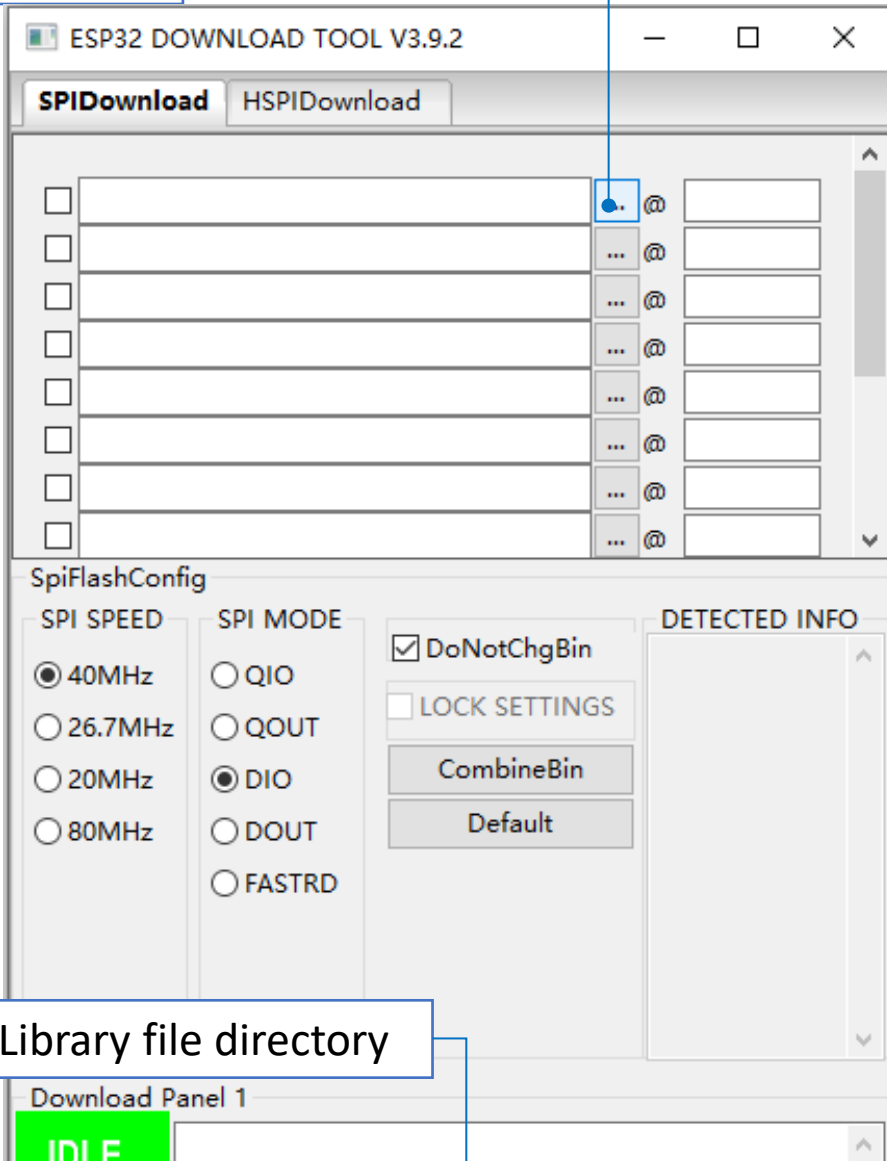 ESP32 DOWNLOAD TOOL V3.9.2
SPIDownload HSPIDownload
.. @
... @
... @
... @
... @
... @
... @
... @
SpiFlashConfig
SPI SPEED SPI MODE DETECTED INFO
DoNotChgBin
40MHz QIO
LOCK SETTINGS
26.7MHz QOUT
CombineBin
20MHz DIO
Default
80MHz DOUT
FASTRD
Library file directory
Download Panel 1
IDLE